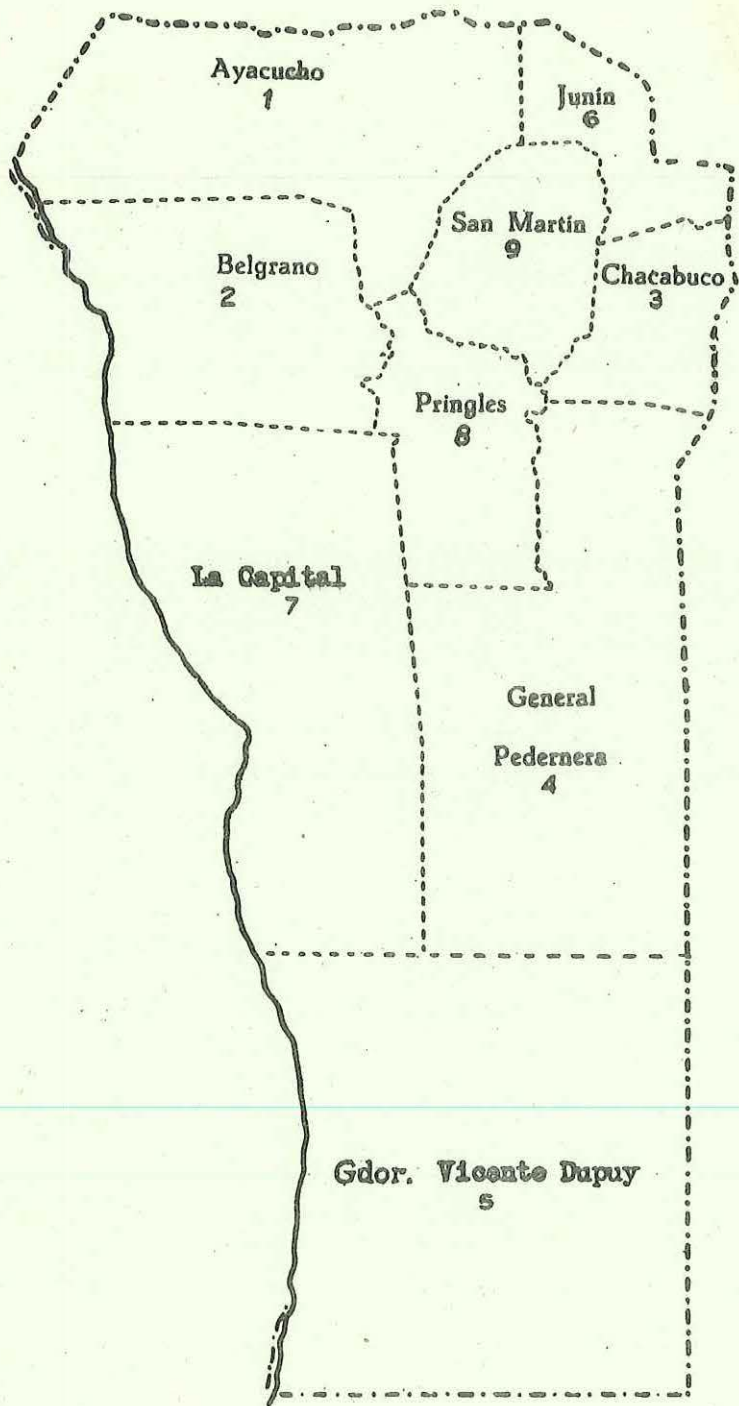 Ayacucho
1
Junín
6
San Martín
9
Belgrano
2
Chacabuco
3
Pringles
8
La Capital
7
General
Pedernera
4
Gdor. Vicente Dupuy
5